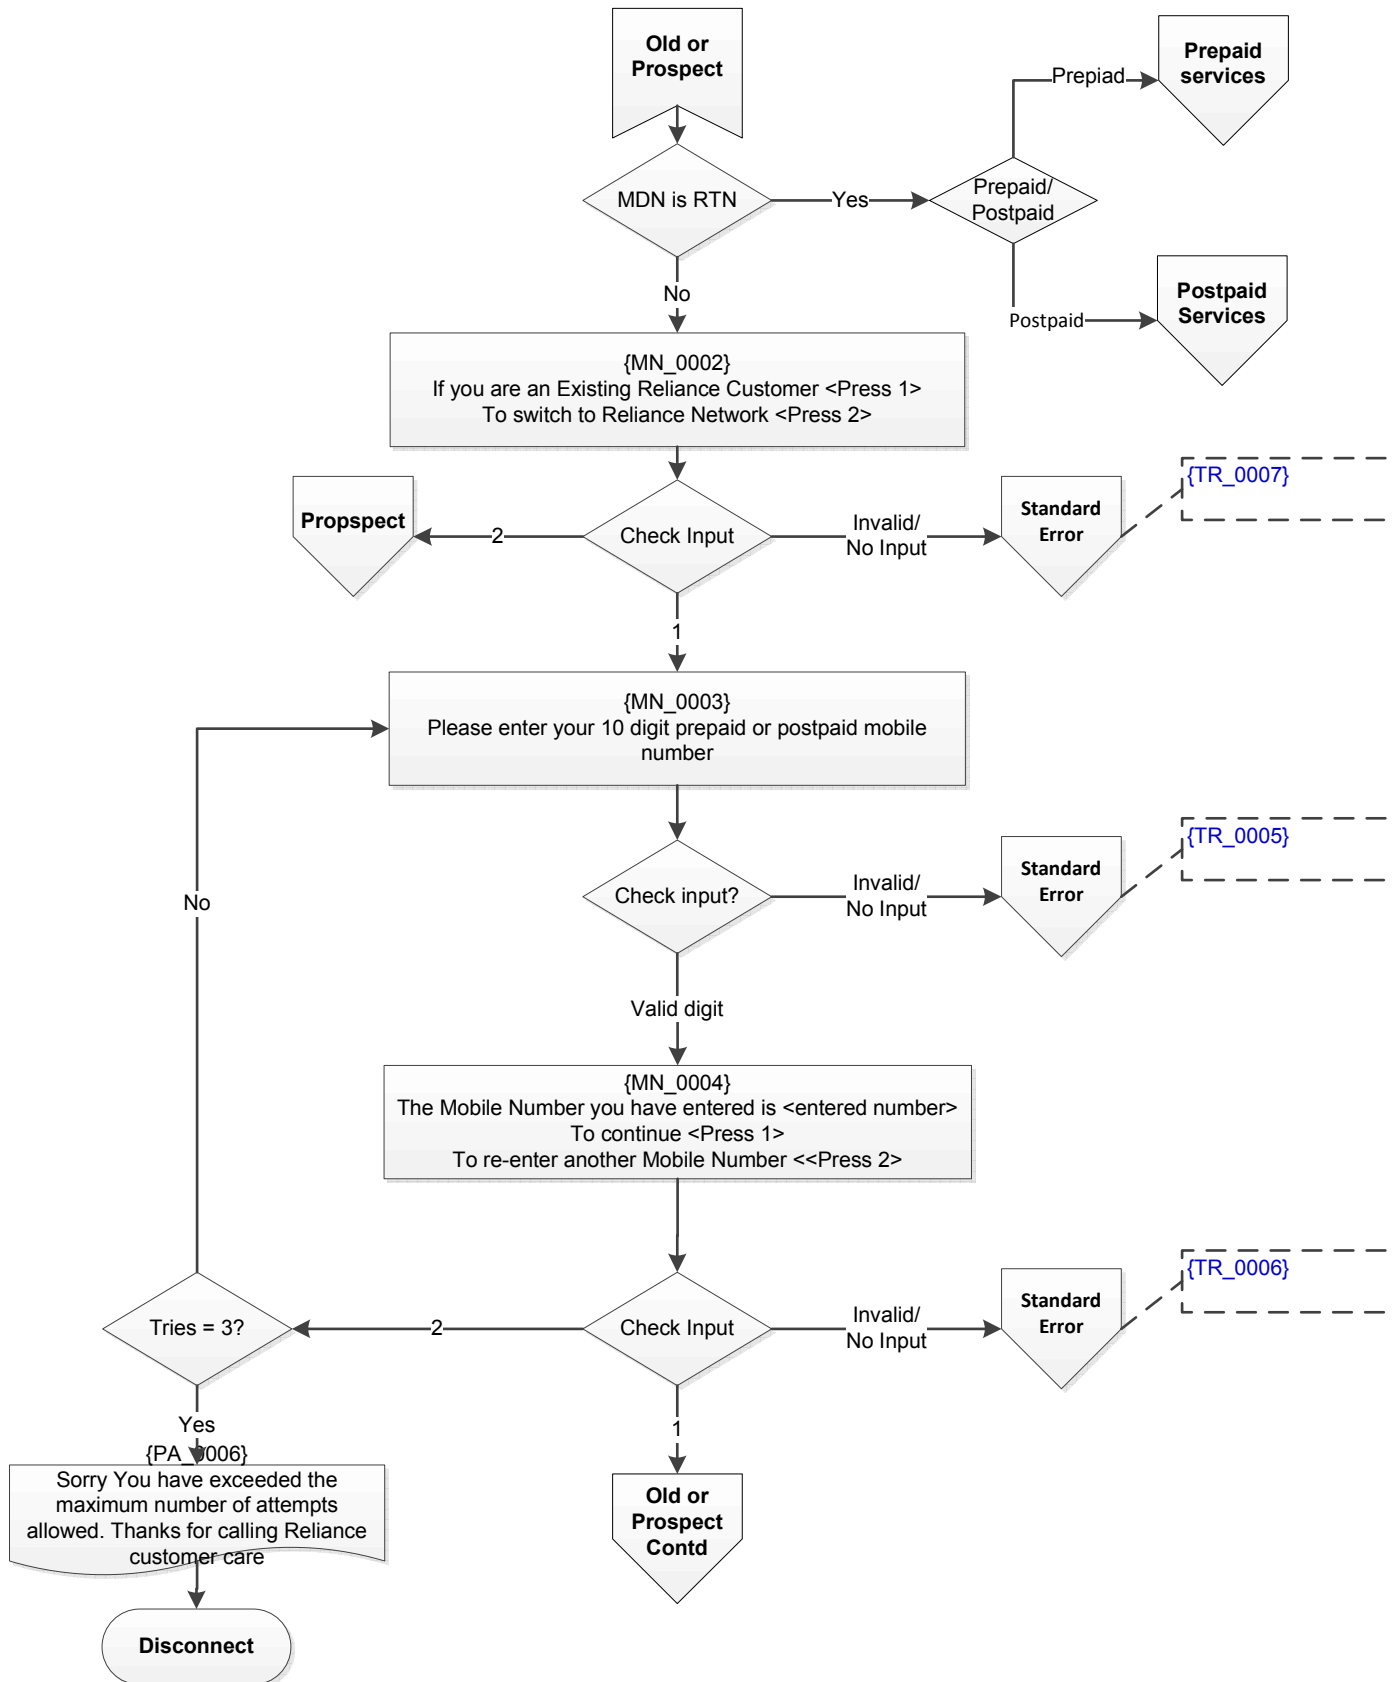 Old or
Prospect
Prepaid
services
Prepiad
MDN is RTN
Yes
Prepaid/
Postpaid
No
Postpaid
Postpaid
Services
{MN_0002}
If you are an Existing Reliance Customer <Press 1>
To switch to Reliance Network <Press 2>
Propspect
2
Check Input
Invalid/
No Input
Standard
Error
{TR_0007}
1
{MN_0003}
Please enter your 10 digit prepaid or postpaid mobile
number
No
Check input?
Invalid/
No Input
Standard
Error
{TR_0005}
Valid digit
{MN_0004}
The Mobile Number you have entered is <entered number>
To continue <Press 1>
To re-enter another Mobile Number <<Press 2>
Tries = 3?
2
Check Input
Invalid/
No Input
Standard
Error
{TR_0006}
Yes
1
{PA_0006}
Sorry You have exceeded the
maximum number of attempts
allowed. Thanks for calling Reliance
customer care
Old or
Prospect
Contd
Disconnect